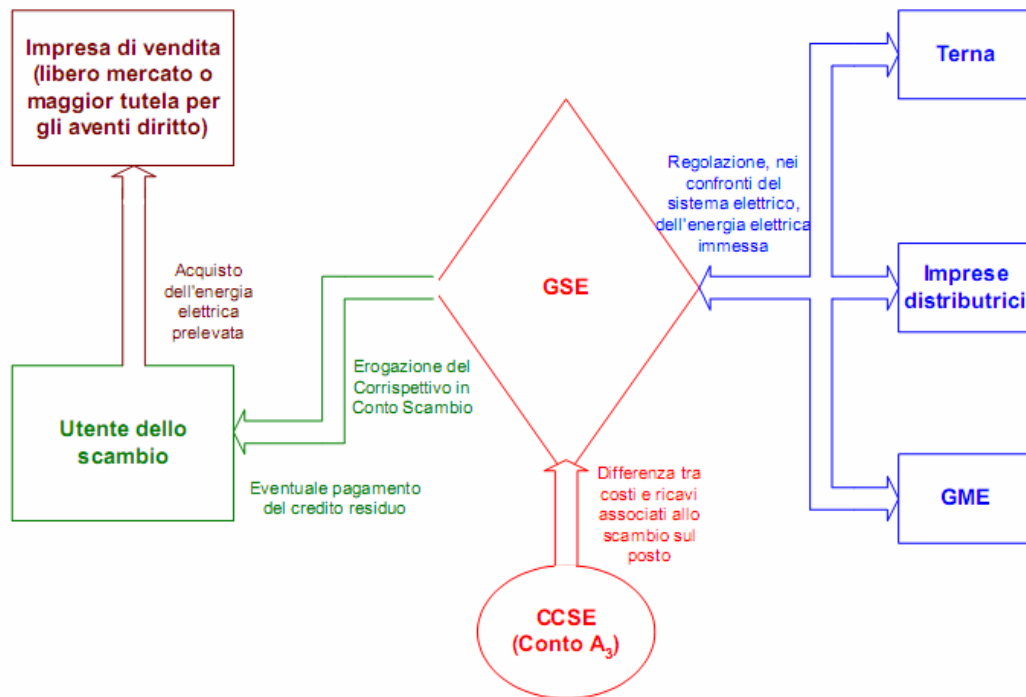 Impresa di vendita
(libero mercato o
maggior tutela per
gli aventi diritto)
Terna
Regolazione, nei
confronti del
sistema elettrico,
dell'energia elettrica
immessa
Acquisto
dell'energia
elettrica
prelevata
GSE
Imprese
distributrici
Erogazione del
Corrispettivo in
Conto Scambio
Utente dello
scambio
Eventuale pagamento
del credito residuo
Differenza tra
costi e ricavi
associati allo
scambio sul
posto
GME
CCSE
(Conto A3)